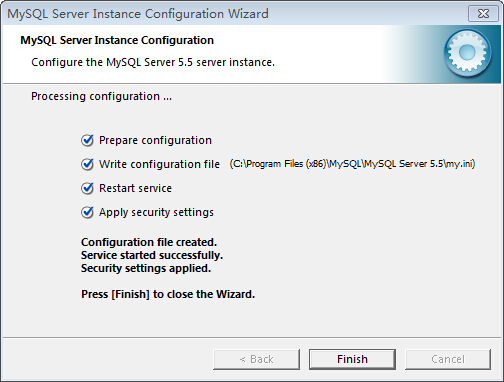 MySQL Server Instance Configuration Wizard
MySQL Server Instance Configuration
Configure the MySQL Server 5.5 server instance.
Processing configuration ...
Prepare configuration
Write configuration file (C:\Program Files (x86)\MySQL\MySQL Server 5.5\my.ini)
Restart service
Apply security settings
Configuration file created.
Service started successfully.
Security settings applied.
Press [Finish] to close the Wizard.
< Back Finish Cancel